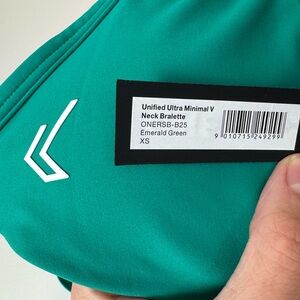 Unified Ultra Minimal V
Neck Bralette
ONERSB-B25
Emerald Green
XS
9 010715 249299